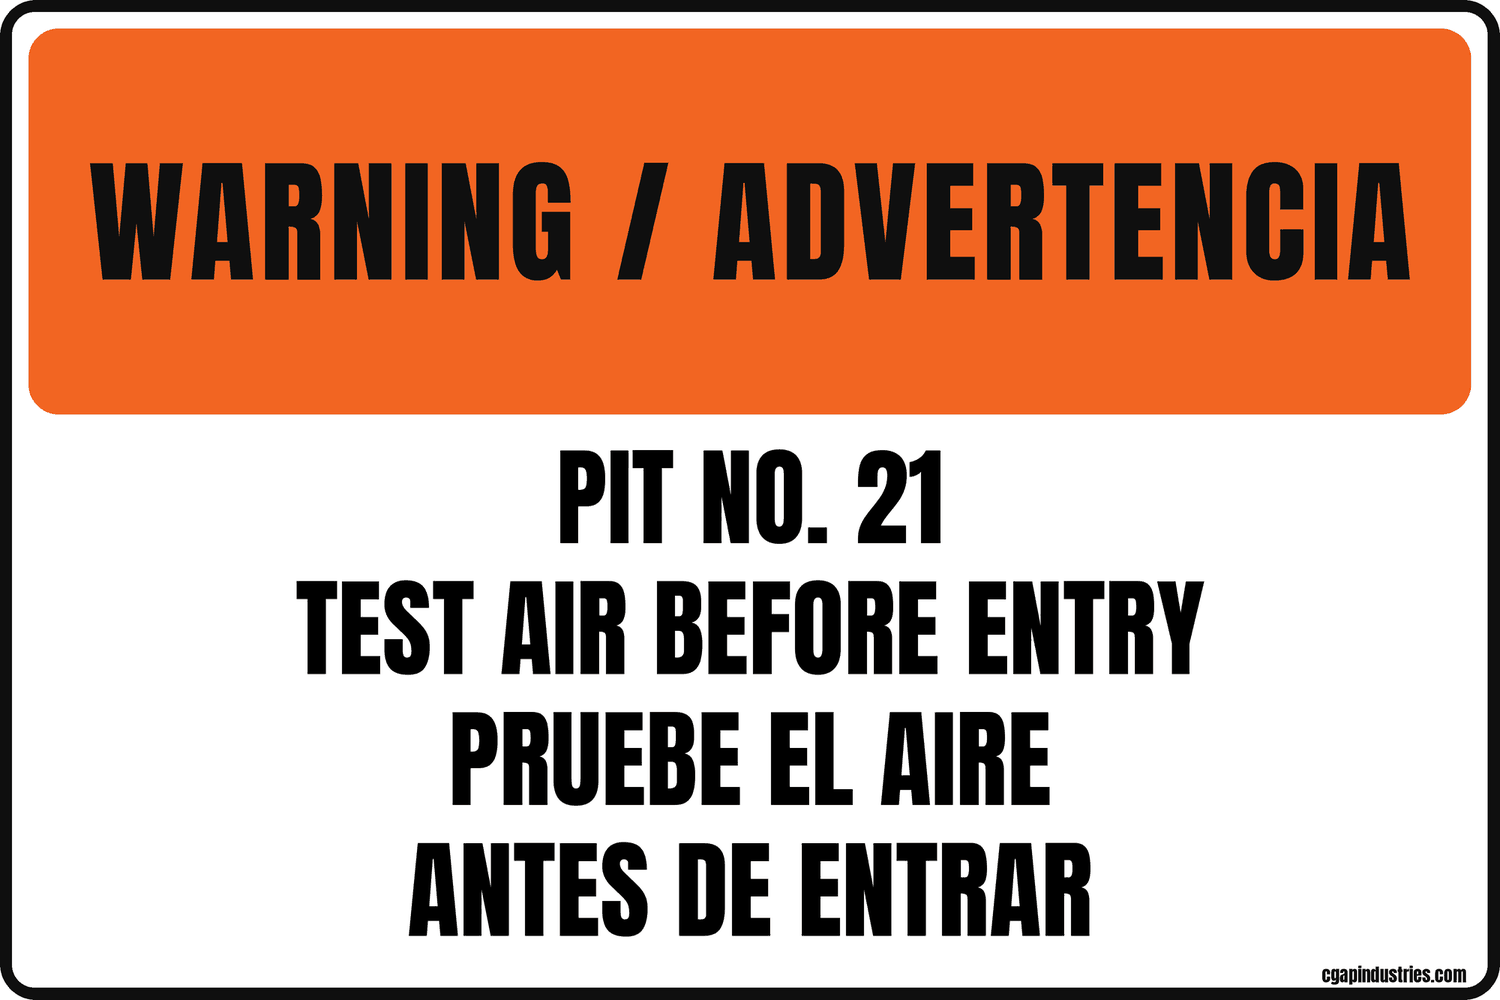 WARNING / ADVERTENCIA
PIT NO. 21
TEST AIR BEFORE ENTRY
PRUEBE EL AIRE
ANTES DE ENTRAR
cgapindustries.com